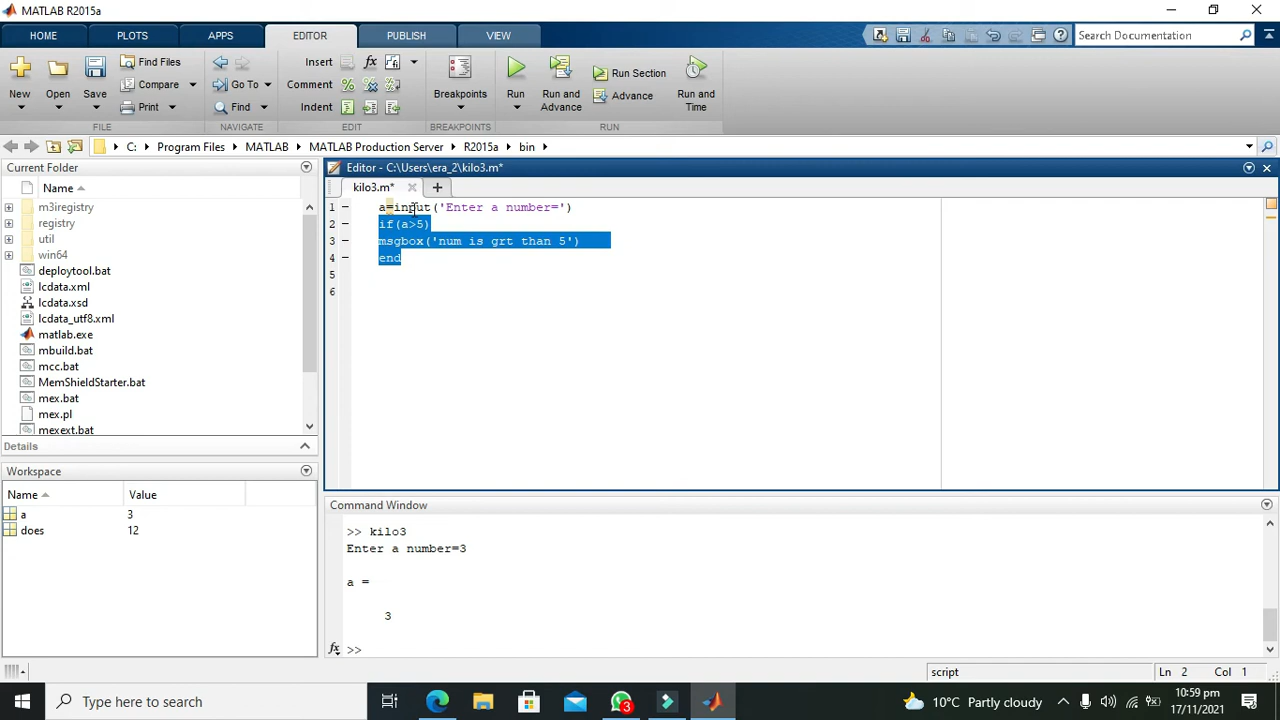 MATLAB R2015a
HOME PLOTS APPS EDITOR PUBLISH VIEW
Search Documentation
Find Files
Insert
fx
Compare
Go To
Comment
Run Section
New Open Save
Breakpoints Run Run and Advance Run and Time
Advance
Print
Find
Indent
FILE NAVIGATE EDIT BREAKPOINTS RUN
C: Program Files MATLAB MATLAB Production Server R2015a bin
Current Folder
Editor - C:\Users\era_2\kilo3.m*
Name
kilo3.m*
m3iregistry
registry
util
win64
deploytool.bat
lcdata.xml
lcdata.xsd
lcdata_utf8.xml
matlab.exe
mbuild.bat
mcc.bat
MemShieldStarter.bat
mex.bat
mex.pl
mexext.bat
1 a=input('Enter a number=')
2 if(a>5)
3 msgbox('num is grt than 5')
4 end
5
6
Details
Workspace
Name Value
a 3
does 12
Command Window
>> kilo3
Enter a number=3
a =
3
fx >>
script Ln 2 Col 1
Type here to search
3
10°C Partly cloudy
10:59 pm
17/11/2021